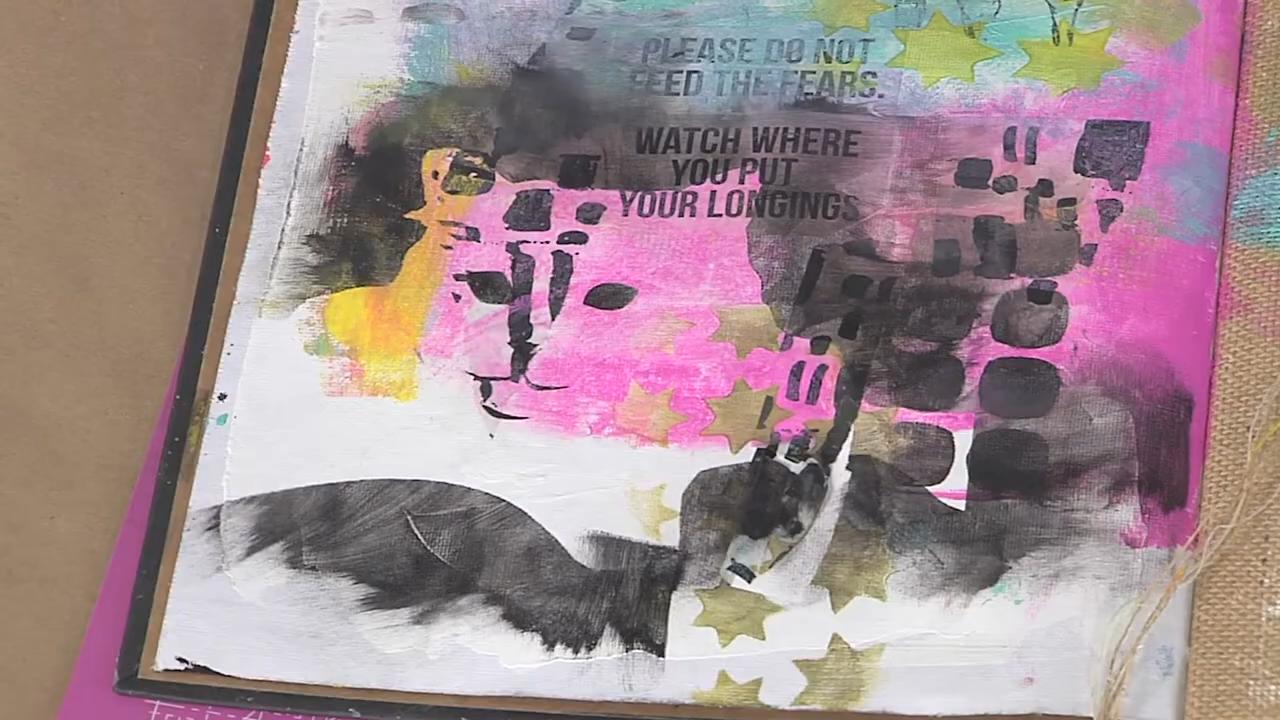 PLEASE DO NOT
FEED THE FEARS.
WATCH WHERE
YOU PUT
YOUR LONGINGS